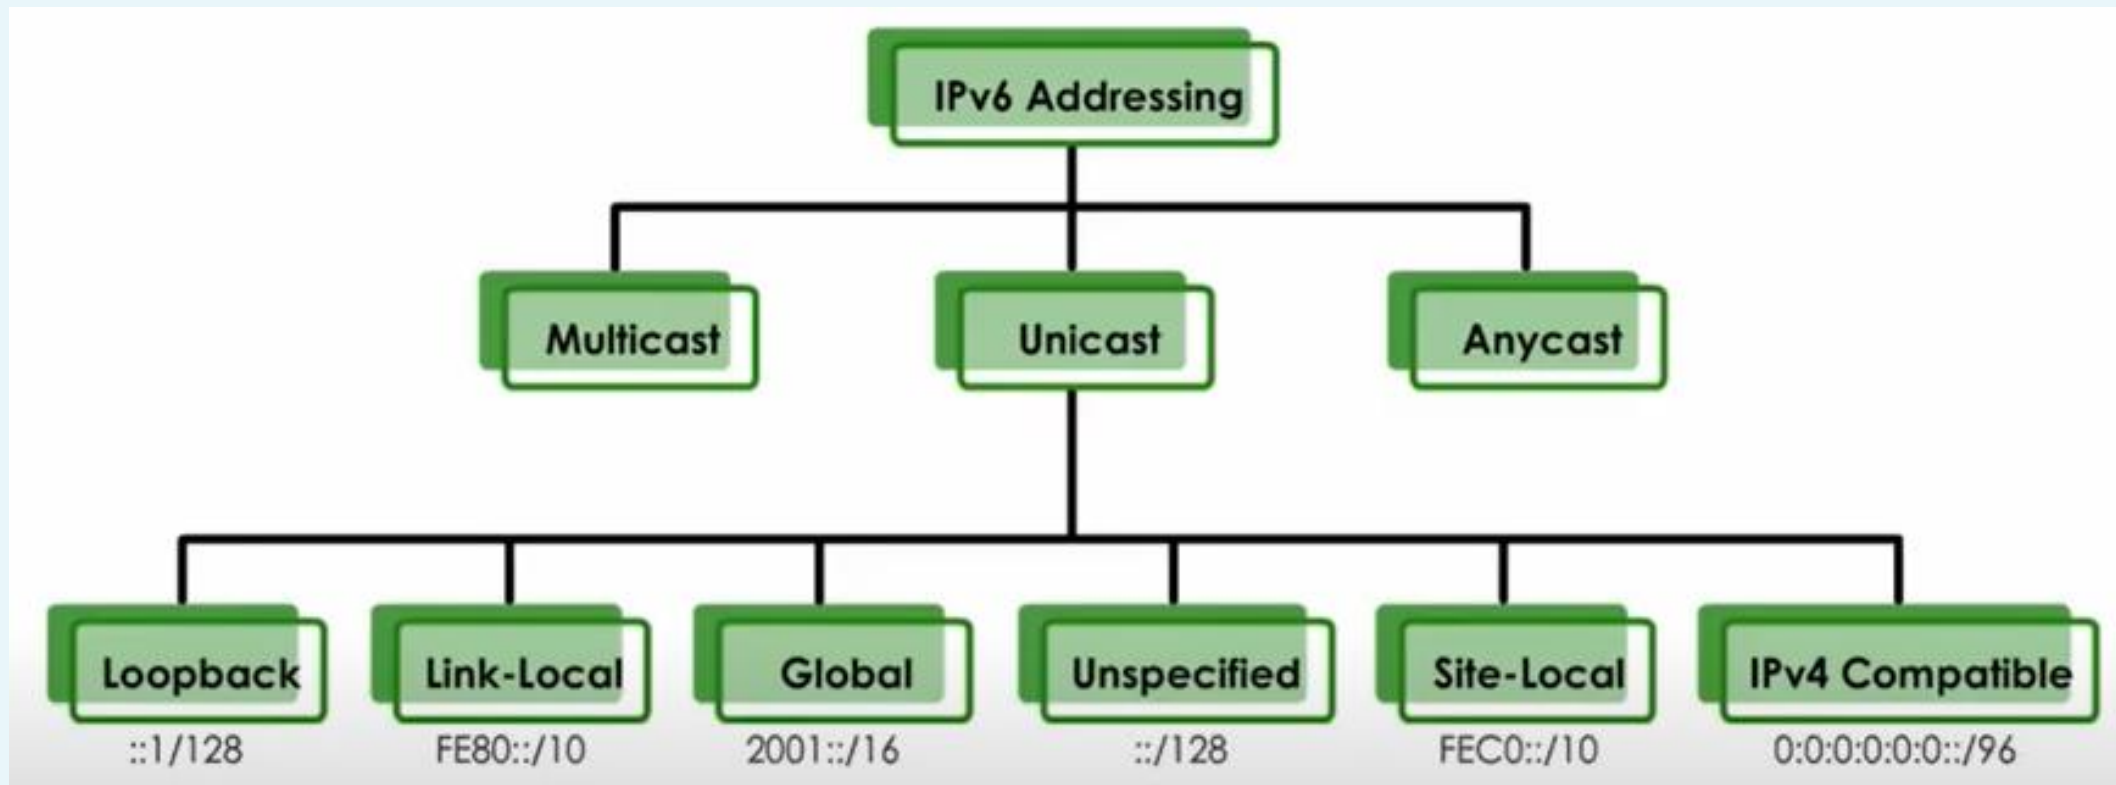 IPv6 Addressing
Multicast
Unicast
Anycast
Loopback
Link-Local
Global
Unspecified
Site-Local
IPv4 Compatible
::1/128
FE80::/10
2001::/16
::/128
FEC0::/10
0:0:0:0:0:0::/96